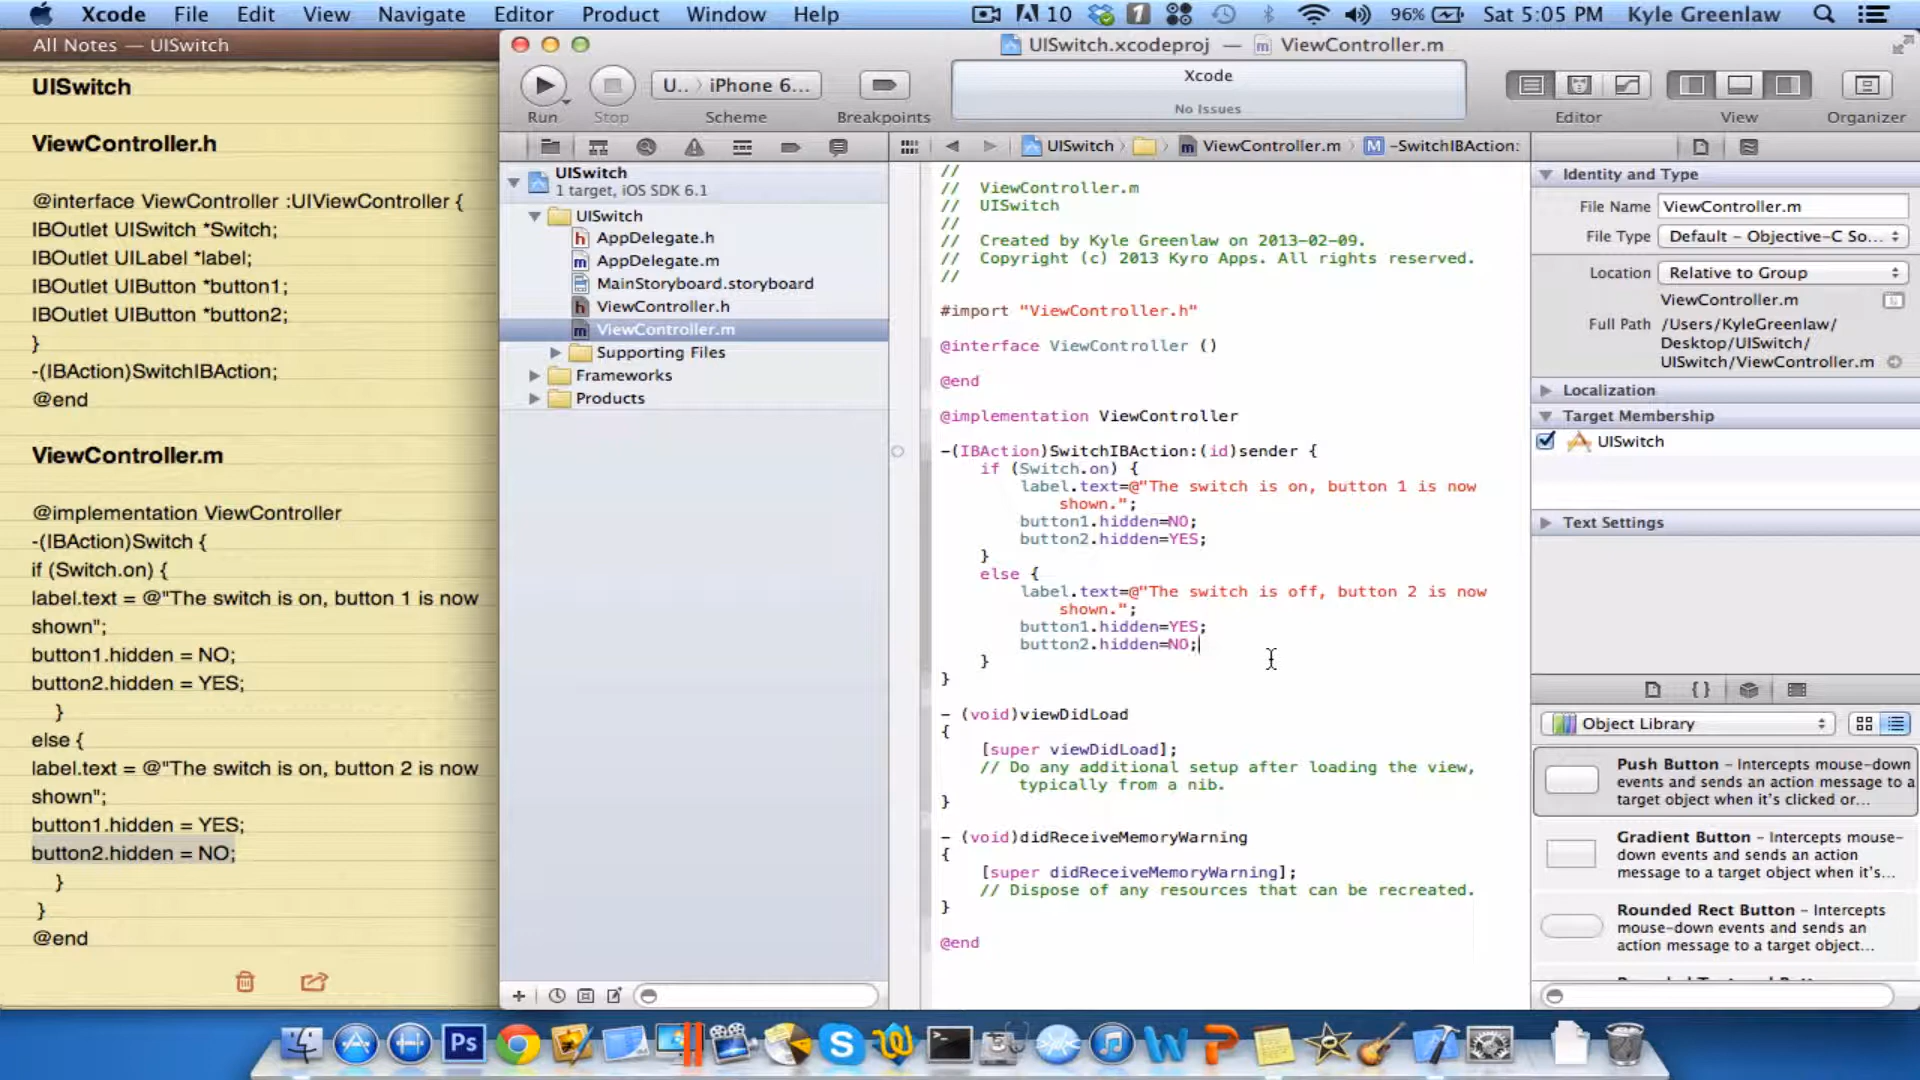 Xcode File Edit View Navigate Editor Product Window Help 10 1 96% Sat 5:05 PM Kyle Greenlaw
All Notes — UISwitch
UISwitch
ViewController.h
@interface ViewController :UIViewController {
IBOutlet UISwitch *Switch;
IBOutlet UILabel *label;
IBOutlet UIButton *button1;
IBOutlet UIButton *button2;
}
-(IBAction)SwitchIBAction;
@end
ViewController.m
@implementation ViewController
-(IBAction)Switch {
if (Switch.on) {
label.text = @"The switch is on, button 1 is now
shown";
button1.hidden = NO;
button2.hidden = YES;
}
else {
label.text = @"The switch is on, button 2 is now
shown";
button1.hidden = YES;
button2.hidden = NO;
}
}
@end
UISwitch.xcodeproj — ViewController.m
U.. iPhone 6...
Xcode
No Issues
Run Stop Scheme Breakpoints Editor View Organizer
UISwitch ViewController.m M -SwitchIBAction:
UISwitch
1 target, iOS SDK 6.1
UISwitch
h AppDelegate.h
m AppDelegate.m
MainStoryboard.storyboard
h ViewController.h
m ViewController.m
Supporting Files
Frameworks
Products
//
// ViewController.m
// UISwitch
//
// Created by Kyle Greenlaw on 2013-02-09.
// Copyright (c) 2013 Kyro Apps. All rights reserved.
//
#import "ViewController.h"
@interface ViewController ()
@end
@implementation ViewController
-(IBAction)SwitchIBAction:(id)sender {
if (Switch.on) {
label.text=@"The switch is on, button 1 is now
shown.";
button1.hidden=NO;
button2.hidden=YES;
}
else {
label.text=@"The switch is off, button 2 is now
shown.";
button1.hidden=YES;
button2.hidden=NO;
}
}
- (void)viewDidLoad
{
[super viewDidLoad];
// Do any additional setup after loading the view,
typically from a nib.
}
- (void)didReceiveMemoryWarning
{
[super didReceiveMemoryWarning];
// Dispose of any resources that can be recreated.
}
@end
Identity and Type
File Name ViewController.m
File Type Default - Objective-C So...
Location Relative to Group
ViewController.m
Full Path /Users/KyleGreenlaw/
Desktop/UISwitch/
UISwitch/ViewController.m
Localization
Target Membership
UISwitch
Text Settings
{ }
Object Library
Push Button - Intercepts mouse-down
events and sends an action message to a
target object when it's clicked or...
Gradient Button - Intercepts mouse-
down events and sends an action
message to a target object when it's...
Rounded Rect Button - Intercepts
mouse-down events and sends an
action message to a target object...
Ps